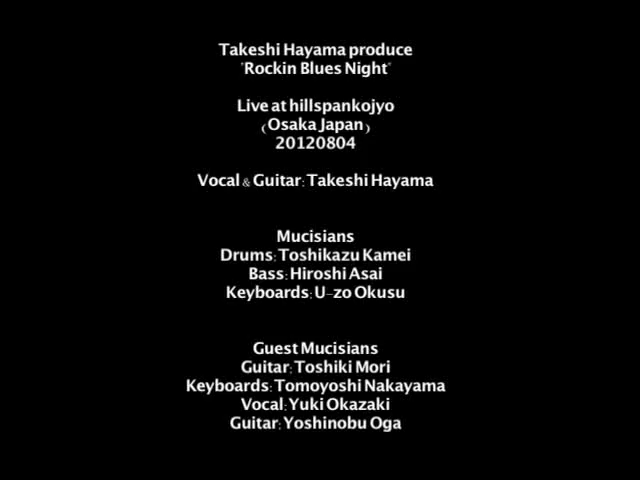 Takeshi Hayama produce
"Rockin Blues Night"
Live at hillspankojyo
(Osaka Japan)
20120804
Vocal & Guitar:Takeshi Hayama
Mucisians
Drums:Toshikazu Kamei
Bass:Hiroshi Asai
Keyboards:U-zo Okusu
Guest Mucisians
Guitar:Toshiki Mori
Keyboards:Tomoyoshi Nakayama
Vocal:Yuki Okazaki
Guitar:Yoshinobu Oga